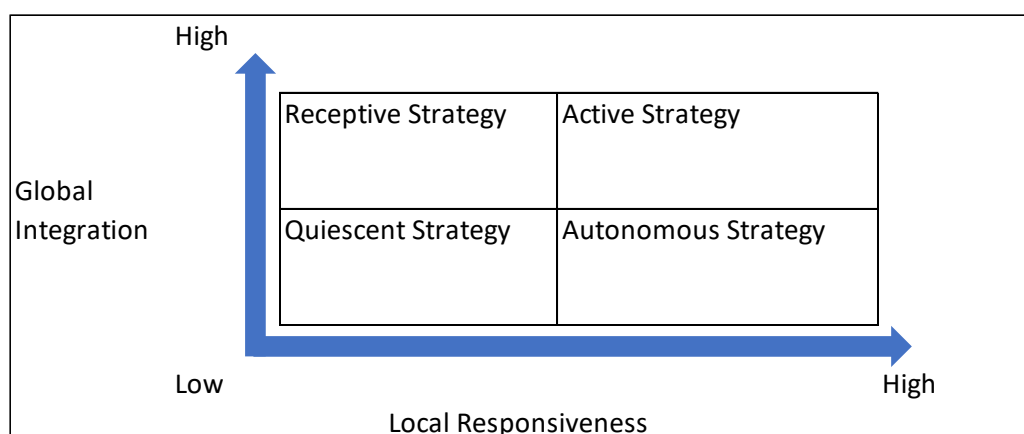 High
Receptive Strategy
Active Strategy
Global
Integration
Quiescent Strategy
Autonomous Strategy
Low
High
Local Responsiveness